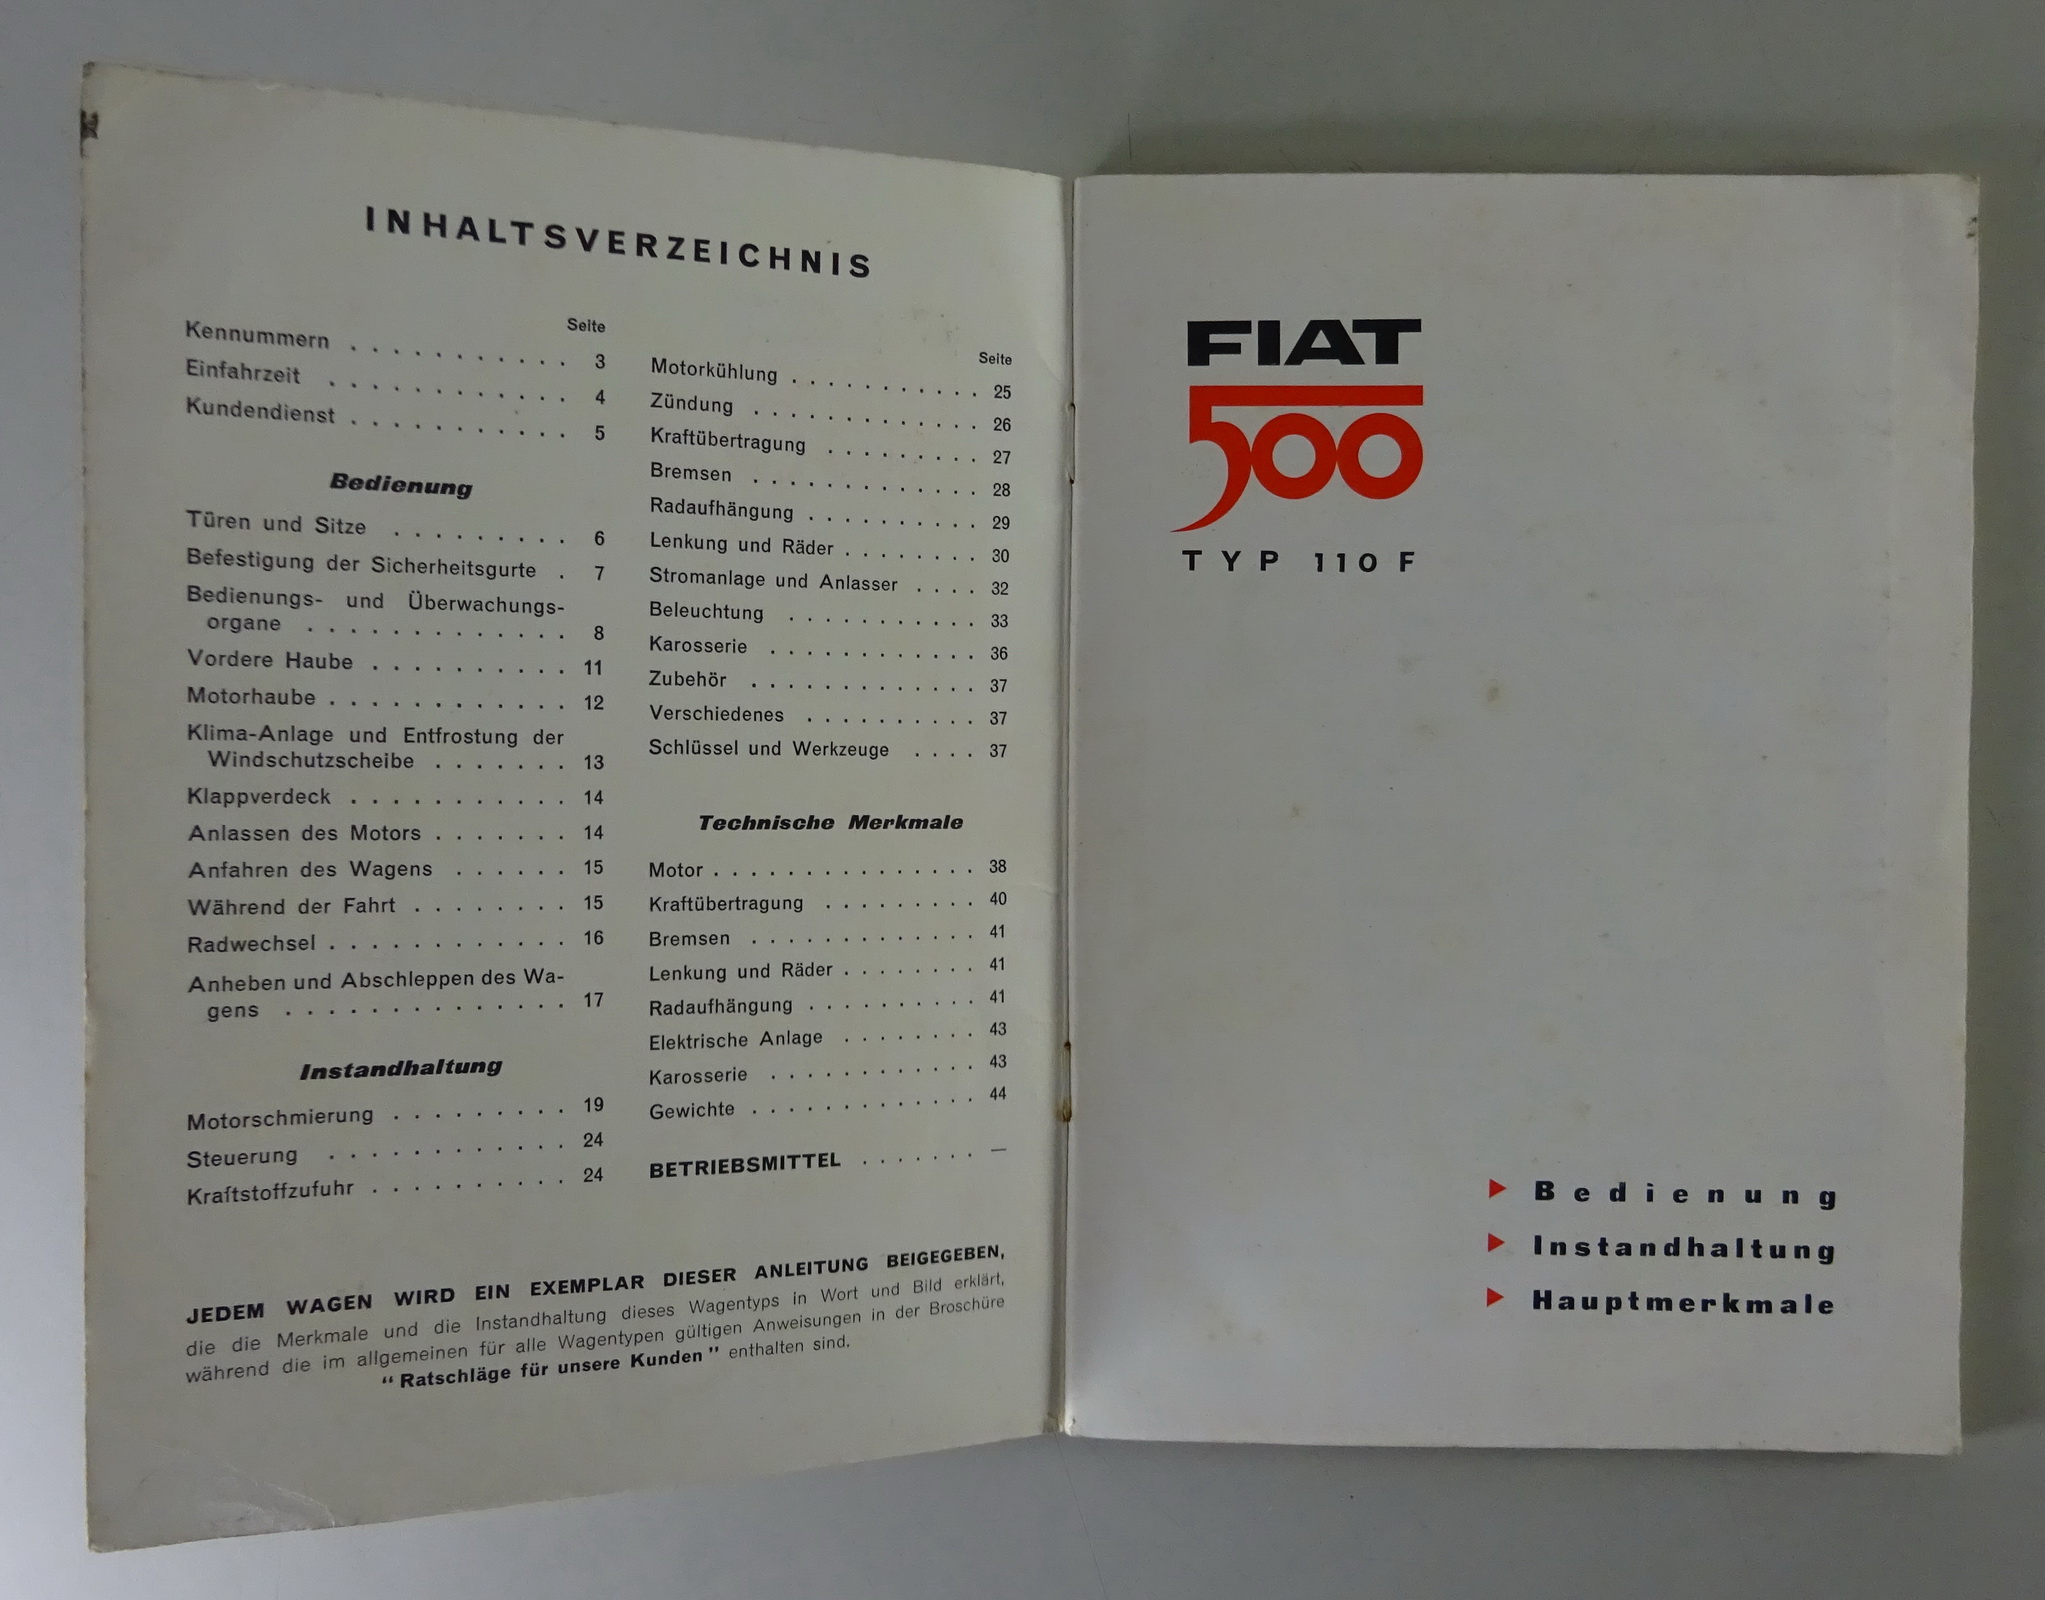 INHALTSVERZEICHNIS
Seite
Kennummern . . . . . . . . . . . 3
Einfahrzeit . . . . . . . . . . . . 4
Kundendienst . . . . . . . . . . . 5
Bedienung
Türen und Sitze . . . . . . . . . 6
Befestigung der Sicherheitsgurte . 7
Bedienungs- und Überwachungs-
organe . . . . . . . . . . . . . 8
Vordere Haube . . . . . . . . . . 11
Motorhaube . . . . . . . . . . . . 12
Klima-Anlage und Entfrostung der
Windschutzscheibe . . . . . . . 13
Klappverdeck . . . . . . . . . . . 14
Anlassen des Motors . . . . . . . 14
Anfahren des Wagens . . . . . . 15
Während der Fahrt . . . . . . . . 15
Radwechsel . . . . . . . . . . . . 16
Anheben und Abschleppen des Wa-
gens . . . . . . . . . . . . . . 17
Instandhaltung
Motorschmierung . . . . . . . . . 19
Steuerung . . . . . . . . . . . . 24
Kraftstoffzufuhr . . . . . . . . . . 24
Seite
Motorkühlung . . . . . . . . . . . 25
Zündung . . . . . . . . . . . . . 26
Kraftübertragung . . . . . . . . . 27
Bremsen . . . . . . . . . . . . . 28
Radaufhängung . . . . . . . . . . 29
Lenkung und Räder . . . . . . . . 30
Stromanlage und Anlasser . . . . 32
Beleuchtung . . . . . . . . . . . 33
Karosserie . . . . . . . . . . . . 36
Zubehör . . . . . . . . . . . . . 37
Verschiedenes . . . . . . . . . . 37
Schlüssel und Werkzeuge . . . . 37
Technische Merkmale
Motor . . . . . . . . . . . . . . . 38
Kraftübertragung . . . . . . . . . 40
Bremsen . . . . . . . . . . . . . 41
Lenkung und Räder . . . . . . . . 41
Radaufhängung . . . . . . . . . . 41
Elektrische Anlage . . . . . . . . 43
Karosserie . . . . . . . . . . . . 43
Gewichte . . . . . . . . . . . . . 44
BETRIEBSMITTEL . . . . . . . —
JEDEM WAGEN WIRD EIN EXEMPLAR DIESER ANLEITUNG BEIGEGEBEN,
die die Merkmale und die Instandhaltung dieses Wagentyps in Wort und Bild erklärt,
während die im allgemeinen für alle Wagentypen gültigen Anweisungen in der Broschüre
“ Ratschläge für unsere Kunden ” enthalten sind.
FIAT
500
TYP 110 F
Bedienung
Instandhaltung
Hauptmerkmale